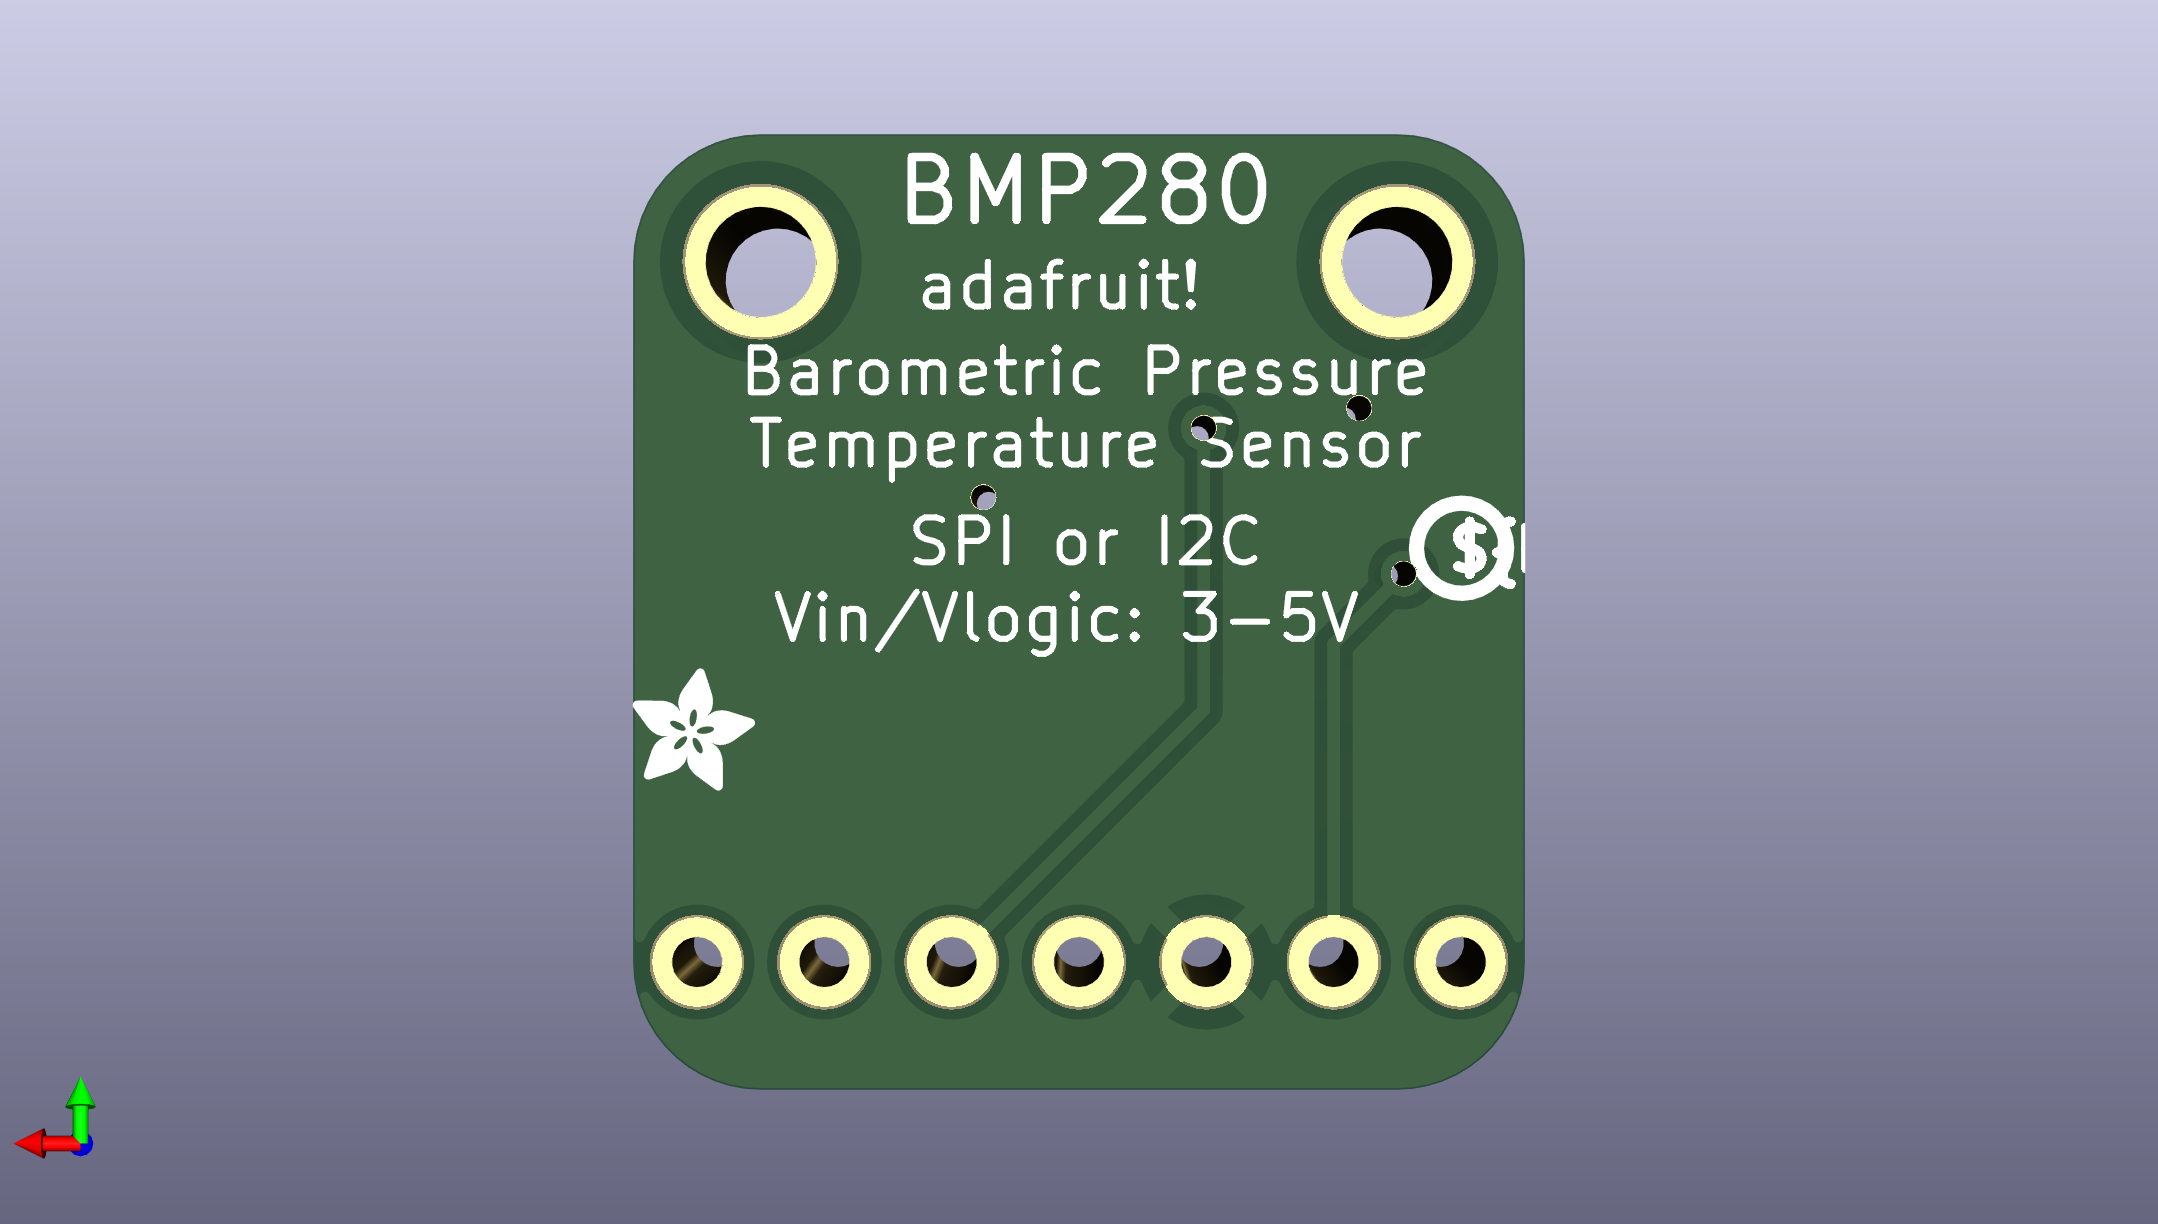 BMP280
adafruit!
Barometric Pressure
Temperature Sensor
SPI or I2C
$
Vin/Vlogic: 3-5V